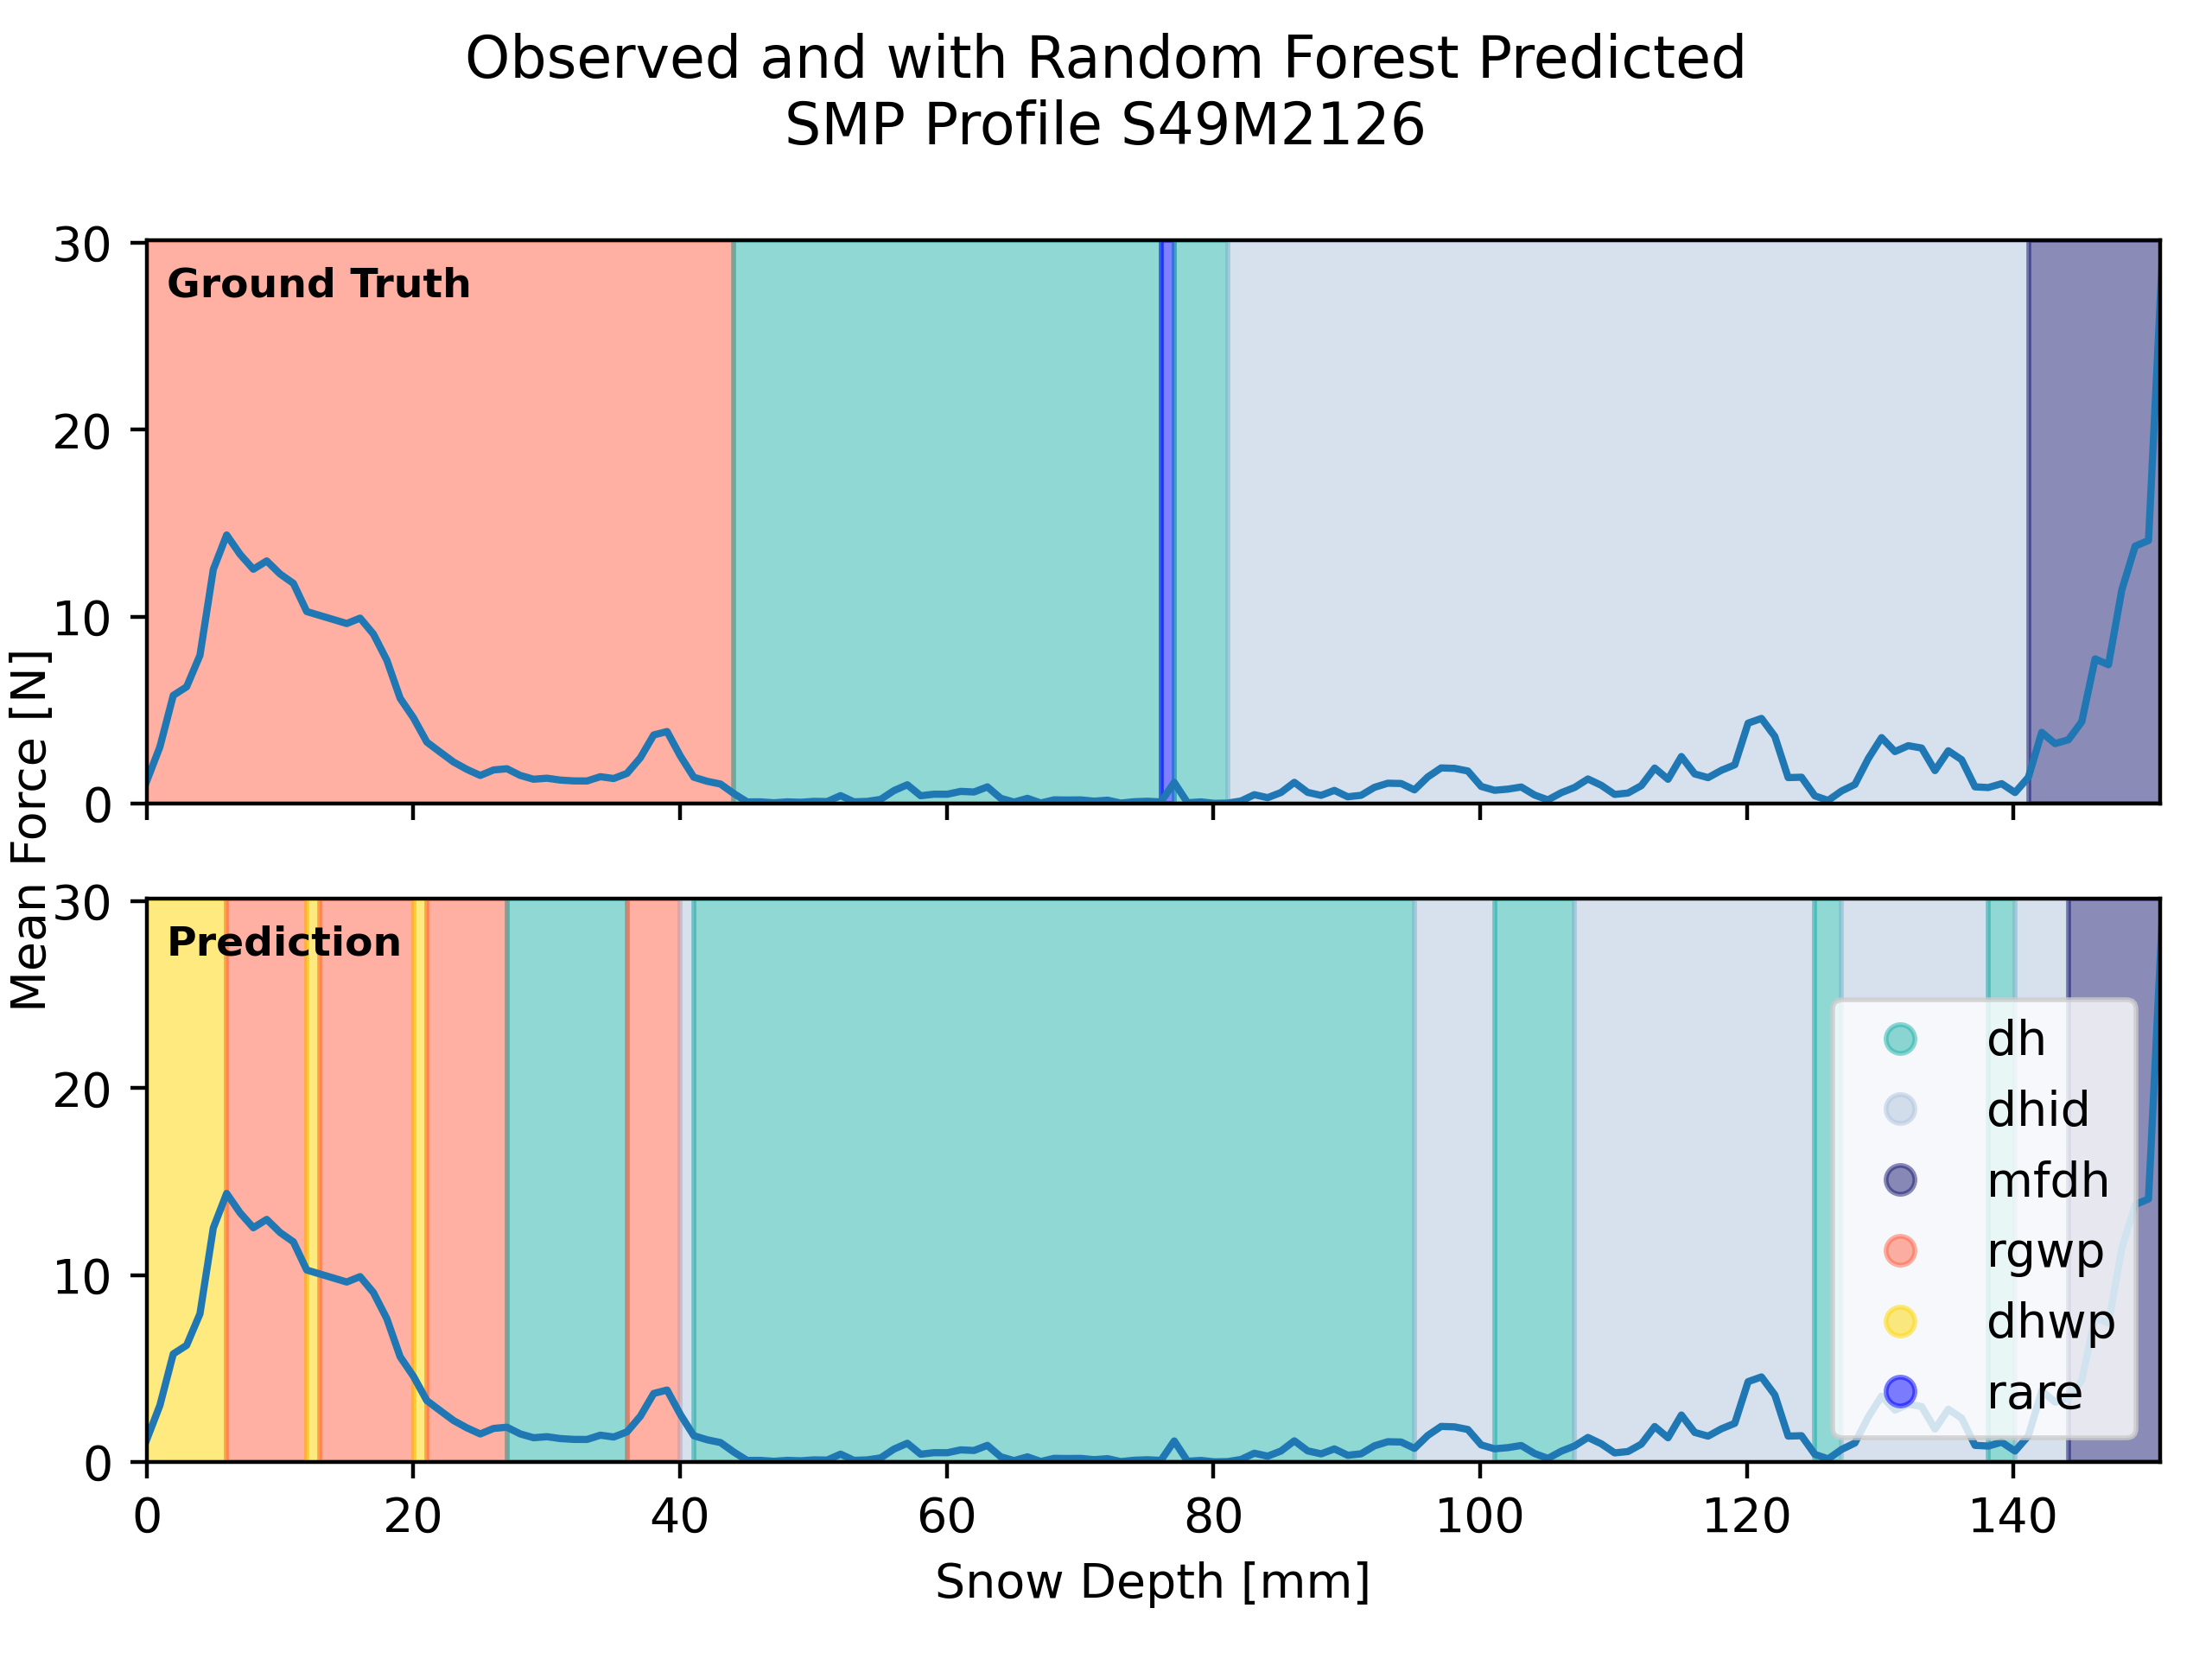 Observed and with Random Forest Predicted
SMP Profile S49M2126
Mean Force [N]
30
20
10
0
Ground Truth
30
20
10
0
Prediction
dh
dhid
mfdh
rgwp
dhwp
rare
0 20 40 60 80 100 120 140
Snow Depth [mm]